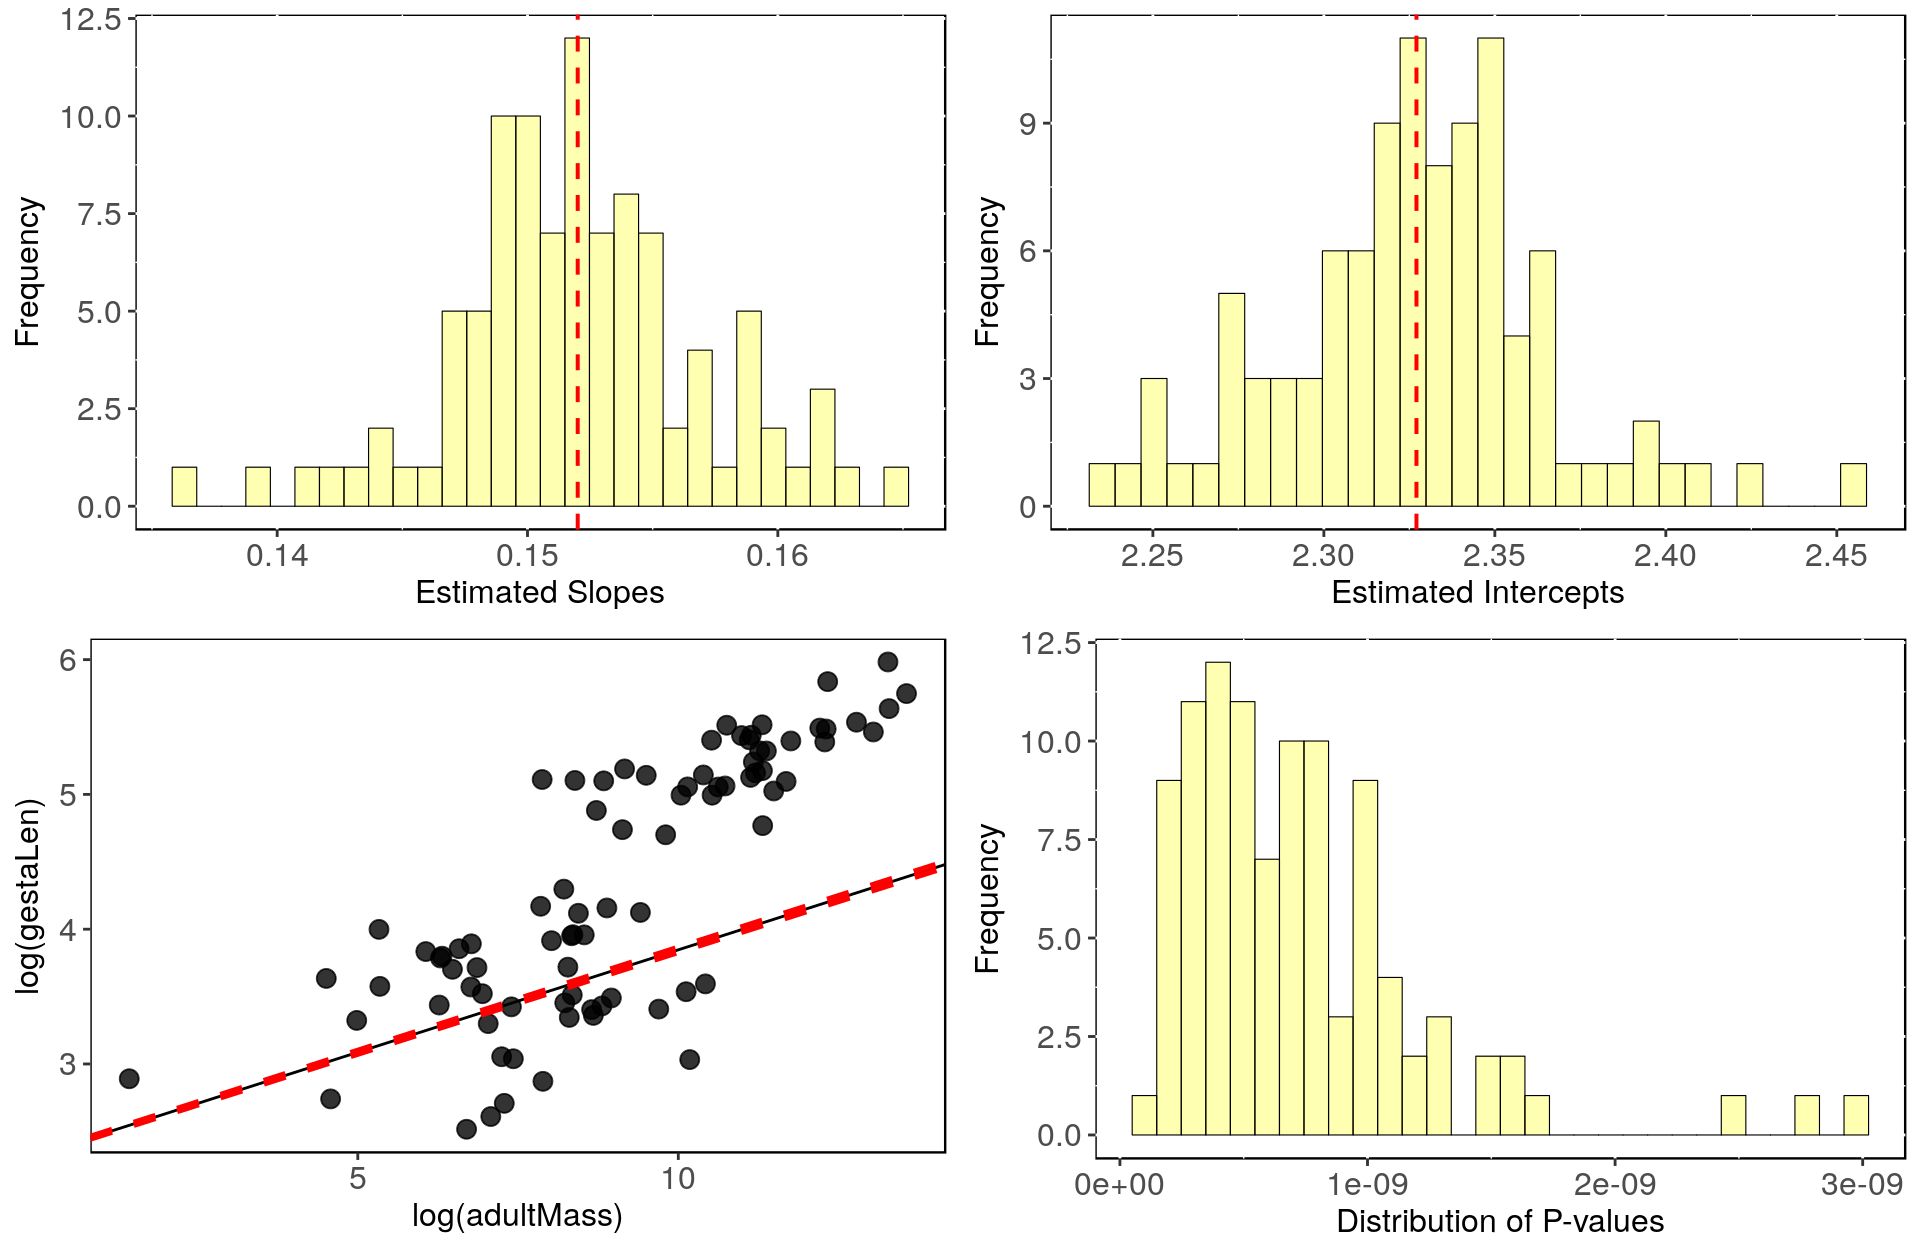 12.5
10.0
7.5
5.0
2.5
0.0
Frequency
0.14 0.15 0.16
Estimated Slopes
9
6
3
0
Frequency
2.25 2.30 2.35 2.40 2.45
Estimated Intercepts
6
5
4
3
log(gestaLen)
5 10
log(adultMass)
12.5
10.0
7.5
5.0
2.5
0.0
Frequency
0e+00 1e-09 2e-09 3e-09
Distribution of P-values